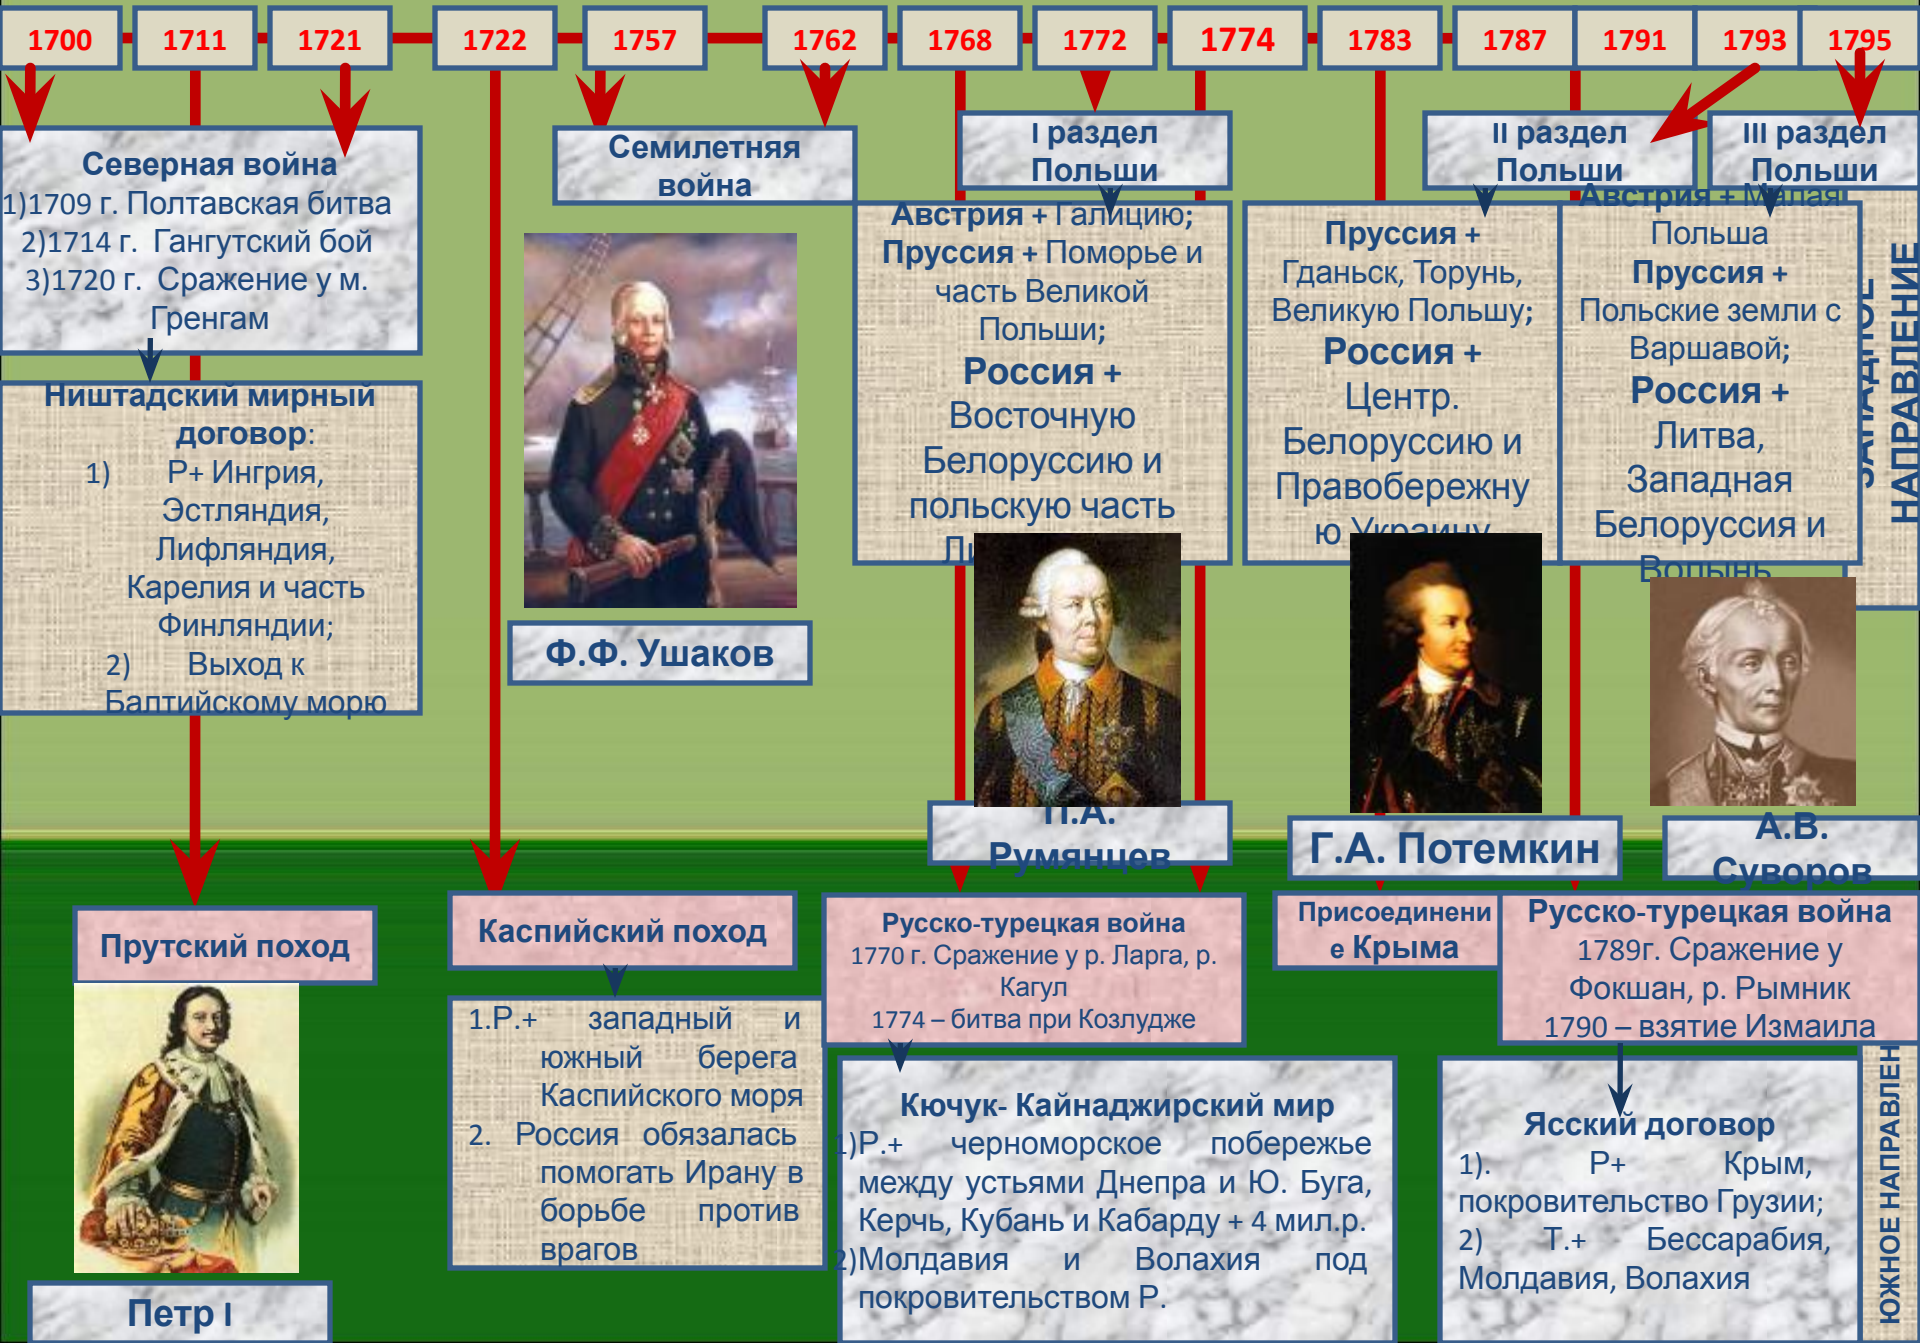 1700
1711
1721
1722
1757
1762
1768
1772
1774
1783
1787
1791
1793
1795
Северная война
1)1709 г. Полтавская битва
2)1714 г. Гангутский бой
3)1720 г. Сражение у м.
Гренгам
Ништадский мирный
договор:
1) Р+ Ингрия,
Эстляндия,
Лифляндия,
Карелия и часть
Финляндии;
2) Выход к
Балтийскому морю
Семилетняя
война
Ф.Ф. Ушаков
I раздел
Польши
Австрия + Галицию;
Пруссия + Поморье и
часть Великой
Польши;
Россия +
Восточную
Белоруссию и
польскую часть
II раздел
Польши
Пруссия +
Гданьск, Торунь,
Великую Польшу;
Россия +
Центр.
Белоруссию и
Правобережну
ю Украину
III раздел
Польши
Австрия + Малая
Польша
Пруссия +
Польские земли с
Варшавой;
Россия +
Литва,
Западная
Белоруссия и
Волынь
ЗАПАДНОЕ
НАПРАВЛЕНИЕ
П.А.
Румянцев
Г.А. Потемкин
А.В.
Суворов
Прутский поход
Петр I
Каспийский поход
1.Р.+ западный и
южный берега
Каспийского моря
2. Россия обязалась
помогать Ирану в
борьбе против
врагов
Русско-турецкая война
1770 г. Сражение у р. Ларга, р.
Кагул
1774 – битва при Козлудже
Кючук- Кайнаджирский мир
1)Р.+ черноморское побережье
между устьями Днепра и Ю. Буга,
Керчь, Кубань и Кабарду + 4 мил.р.
2)Молдавия и Волахия под
покровительством Р.
Присоединени
е Крыма
Русско-турецкая война
1789г. Сражение у
Фокшан, р. Рымник
1790 – взятие Измаила
Ясский договор
1). Р+ Крым,
покровительство Грузии;
2) Т.+ Бессарабия,
Молдавия, Волахия
ЮЖНОЕ НАПРАВЛЕН